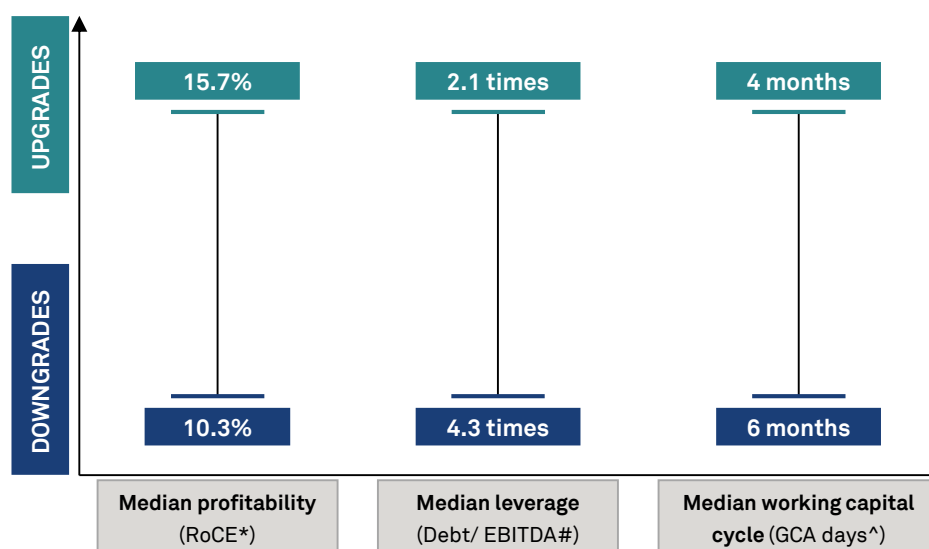 UPGRADES
15.7%
2.1 times
4 months
DOWNGRADES
10.3%
4.3 times
6 months
Median profitability
(RoCE*)
Median leverage
(Debt/ EBITDA#)
Median working capital
cycle (GCA days^)